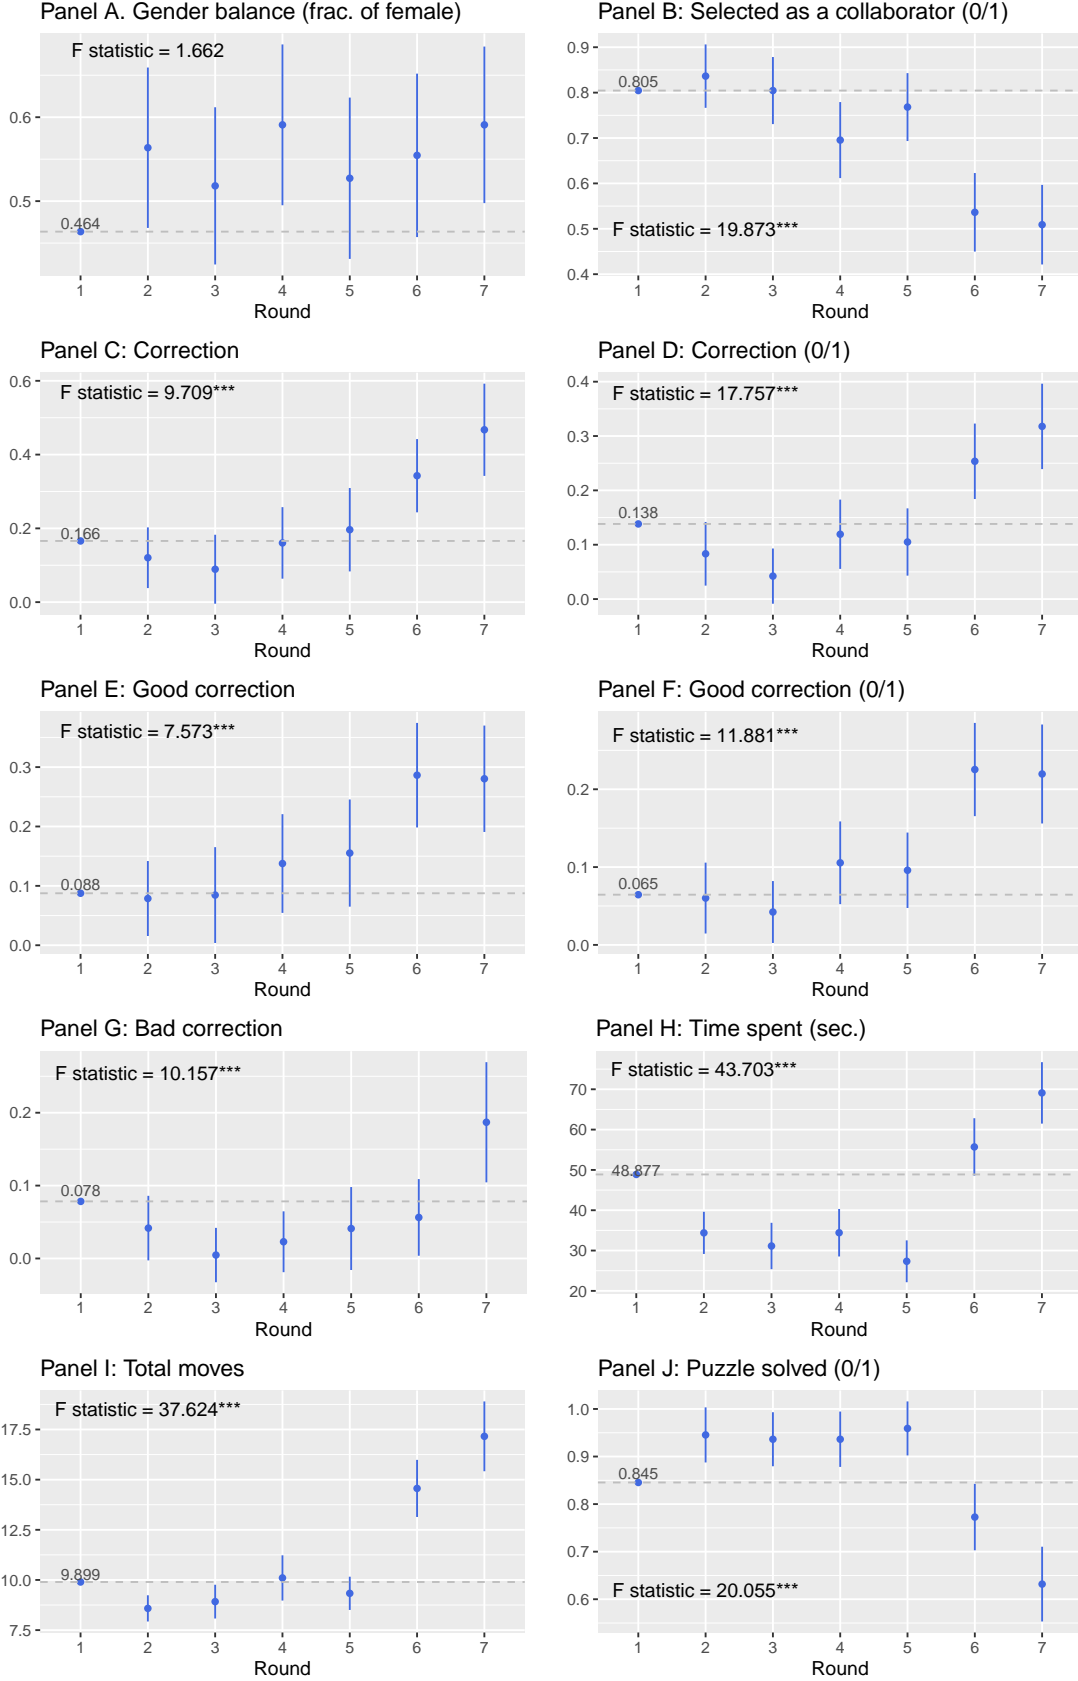 Panel A. Gender balance (frac. of female)
F statistic = 1.662
0.6
0.5
0.464
1 2 3 4 5 6 7
Round
Panel B: Selected as a collaborator (0/1)
0.9
0.805
0.8
0.7
0.6
0.5
F statistic = 19.873***
0.4
1 2 3 4 5 6 7
Round
Panel C: Correction
0.6
F statistic = 9.709***
0.4
0.2
0.166
0.0
1 2 3 4 5 6 7
Round
Panel D: Correction (0/1)
0.4
F statistic = 17.757***
0.3
0.2
0.138
0.1
0.0
1 2 3 4 5 6 7
Round
Panel E: Good correction
F statistic = 7.573***
0.3
0.2
0.1
0.088
0.0
1 2 3 4 5 6 7
Round
Panel F: Good correction (0/1)
F statistic = 11.881***
0.2
0.1
0.065
0.0
1 2 3 4 5 6 7
Round
Panel G: Bad correction
F statistic = 10.157***
0.2
0.1
0.078
0.0
1 2 3 4 5 6 7
Round
Panel H: Time spent (sec.)
F statistic = 43.703***
70
60
50
48.877
40
30
20
1 2 3 4 5 6 7
Round
Panel I: Total moves
F statistic = 37.624***
17.5
15.0
12.5
10.0
9.899
7.5
1 2 3 4 5 6 7
Round
Panel J: Puzzle solved (0/1)
1.0
0.9
0.845
0.8
0.7
0.6
F statistic = 20.055***
1 2 3 4 5 6 7
Round